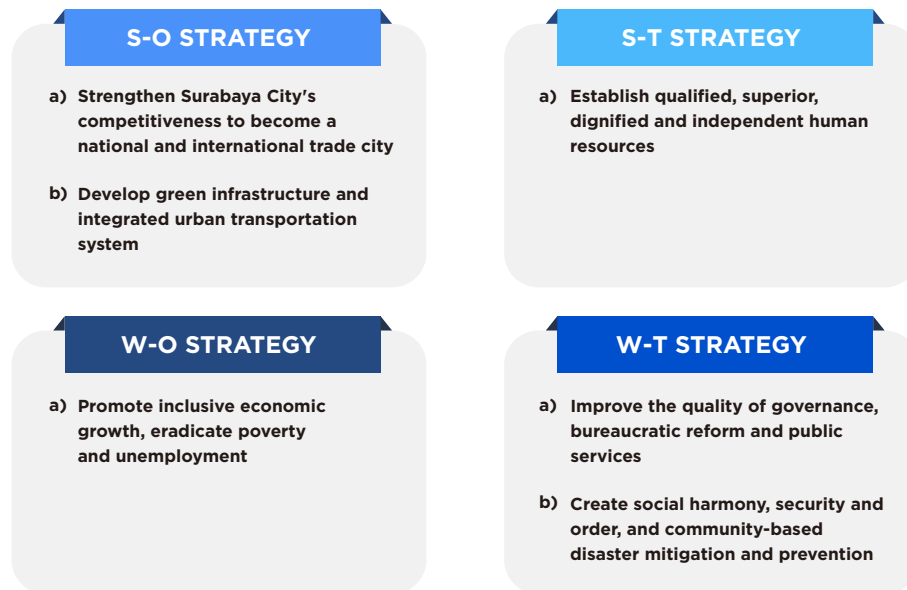 S-O STRATEGY
a) Strengthen Surabaya City's
competitiveness to become a
national and international trade city
b) Develop green infrastructure and
integrated urban transportation
system
S-T STRATEGY
a) Establish qualified, superior,
dignified and independent human
resources
W-O STRATEGY
a) Promote inclusive economic
growth, eradicate poverty
and unemployment
W-T STRATEGY
a) Improve the quality of governance,
bureaucratic reform and public
services
b) Create social harmony, security and
order, and community-based
disaster mitigation and prevention